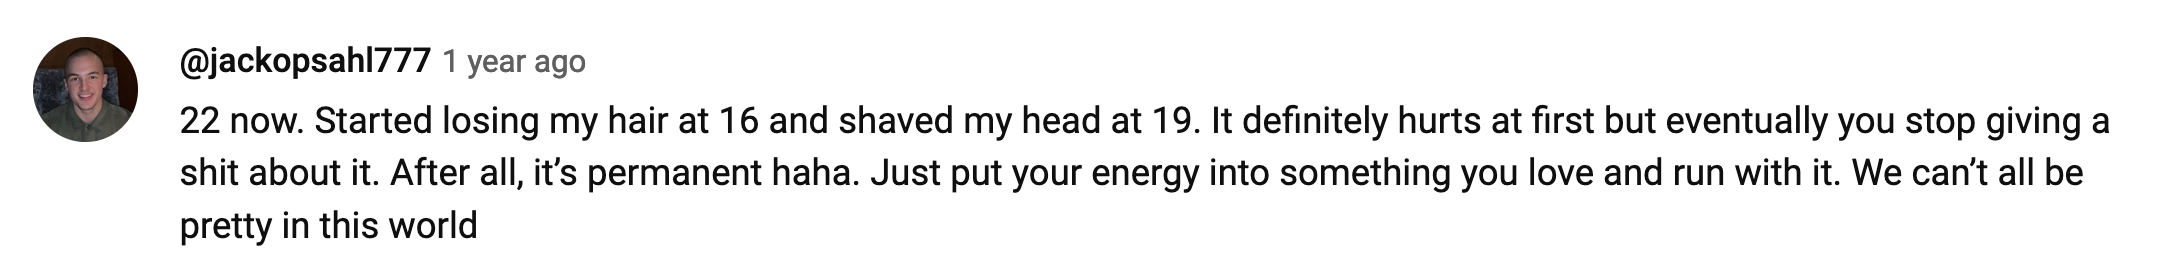 @jackopsahl777 1 year ago
22 now. Started losing my hair at 16 and shaved my head at 19. It definitely hurts at first but eventually you stop giving a
shit about it. After all, it’s permanent haha. Just put your energy into something you love and run with it. We can’t all be
pretty in this world